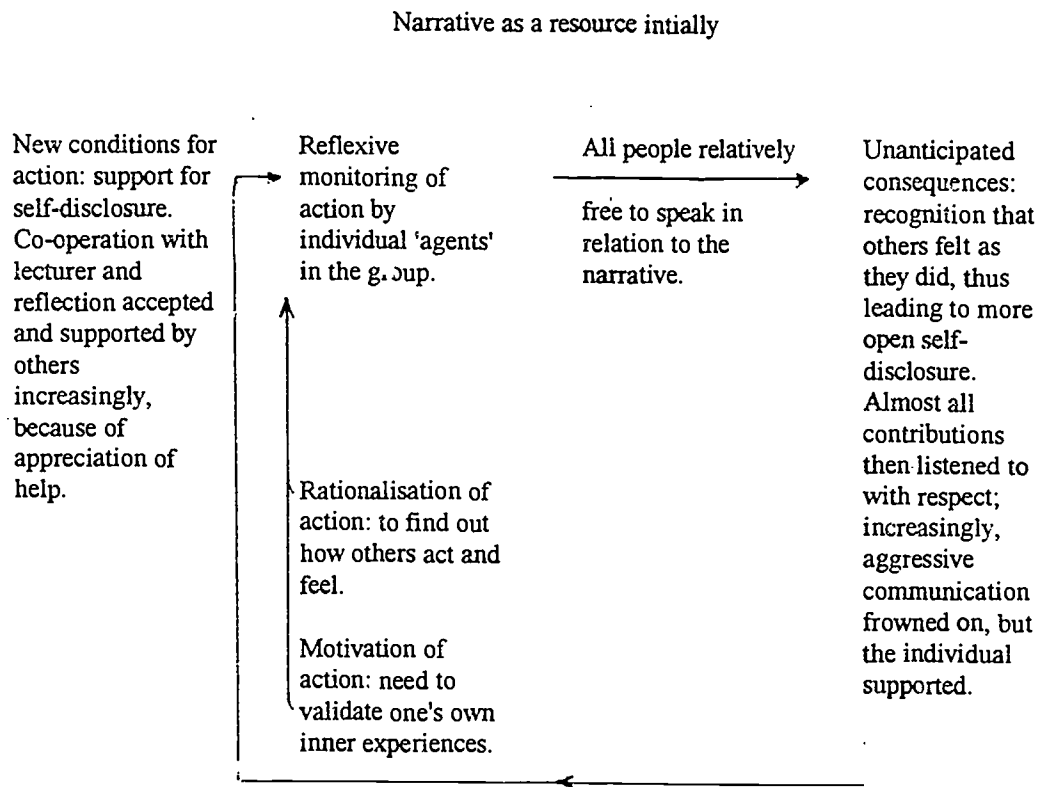 Narrative as a resource intially
New conditions for
action: support for
self-disclosure.
Co-operation with
lecturer and
reflection accepted
and supported by
others
increasingly,
because of
appreciation of
help.
Reflexive
monitoring of
action by
individual 'agents'
in the group.
Rationalisation of
action: to find out
how others act and
feel.
Motivation of
action: need to
validate one's own
inner experiences.
All people relatively
free to speak in
relation to the
narrative.
Unanticipated
consequences:
recognition that
others felt as
they did, thus
leading to more
open self-
disclosure.
Almost all
contributions
then listened to
with respect;
increasingly,
aggressive
communication
frowned on, but
the individual
supported.